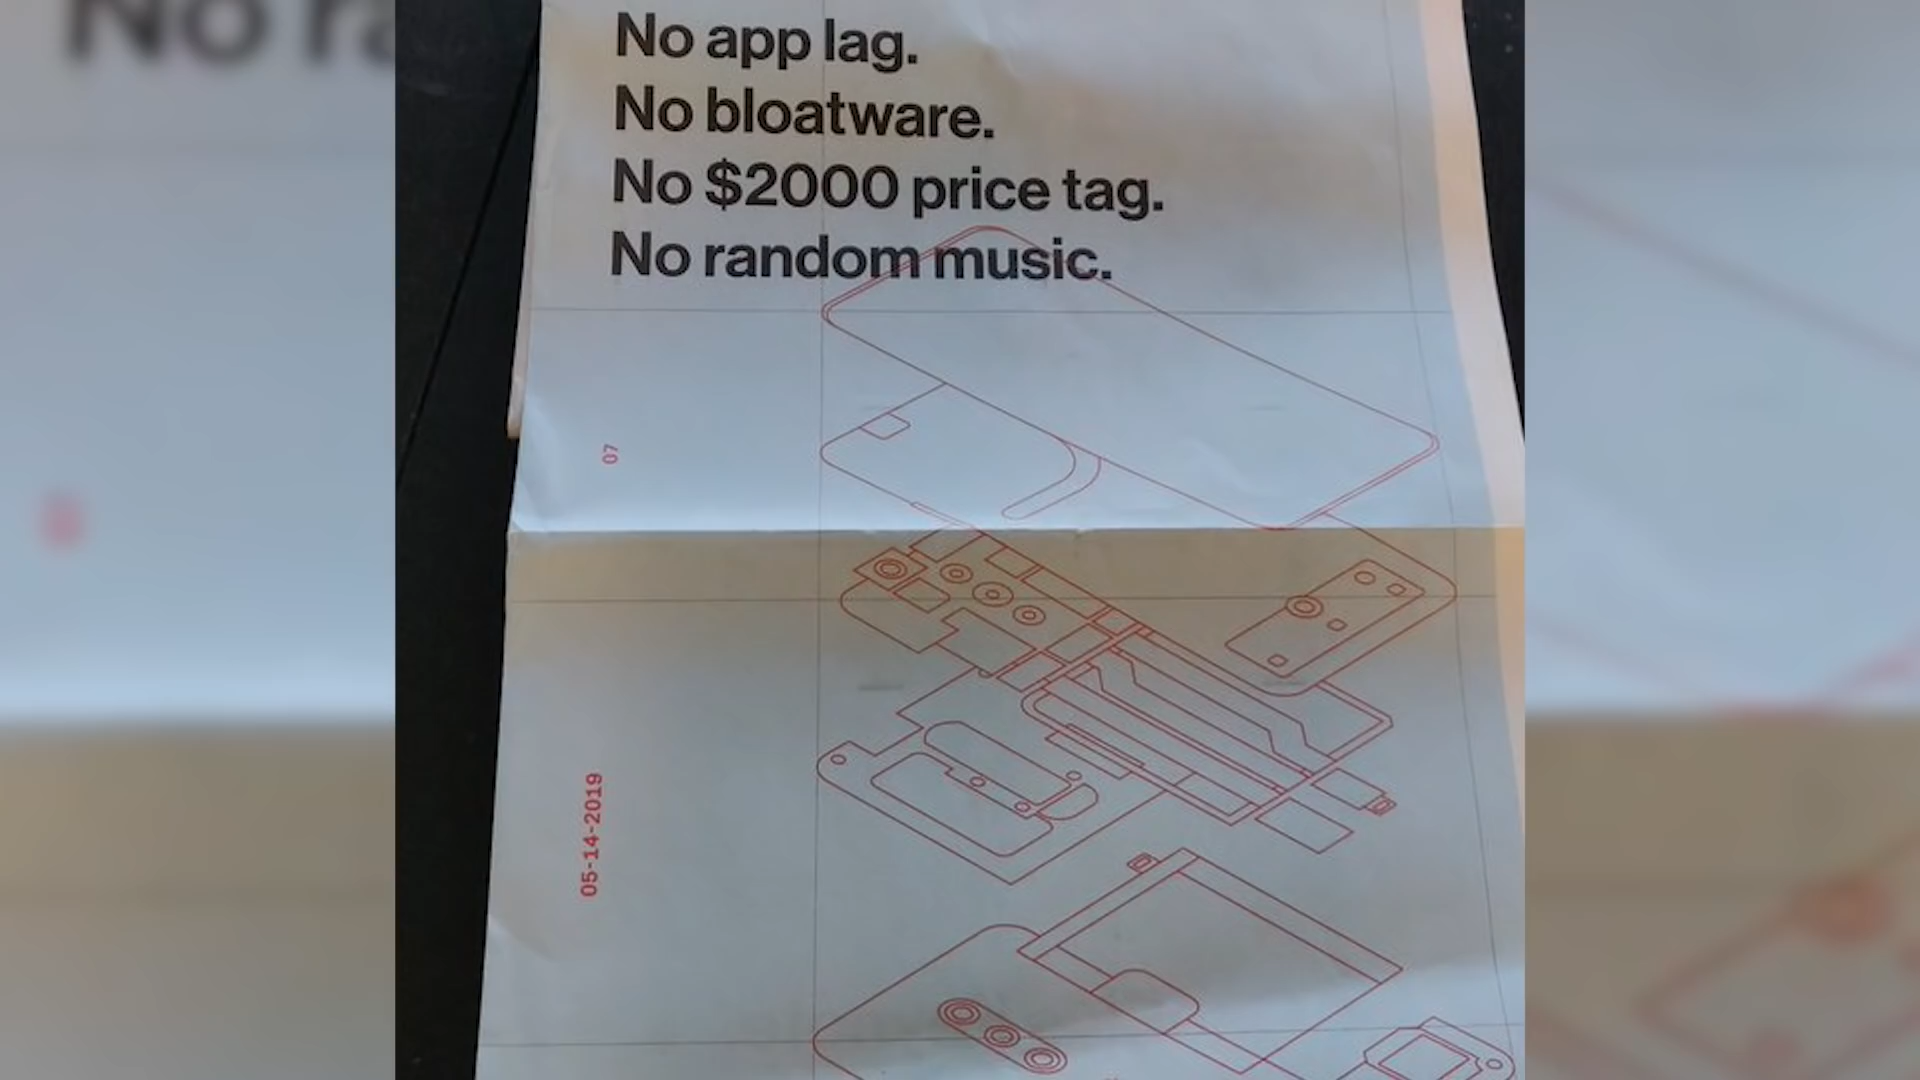 No app lag.
No bloatware.
No $2000 price tag.
No random music.
07
05-14-2019